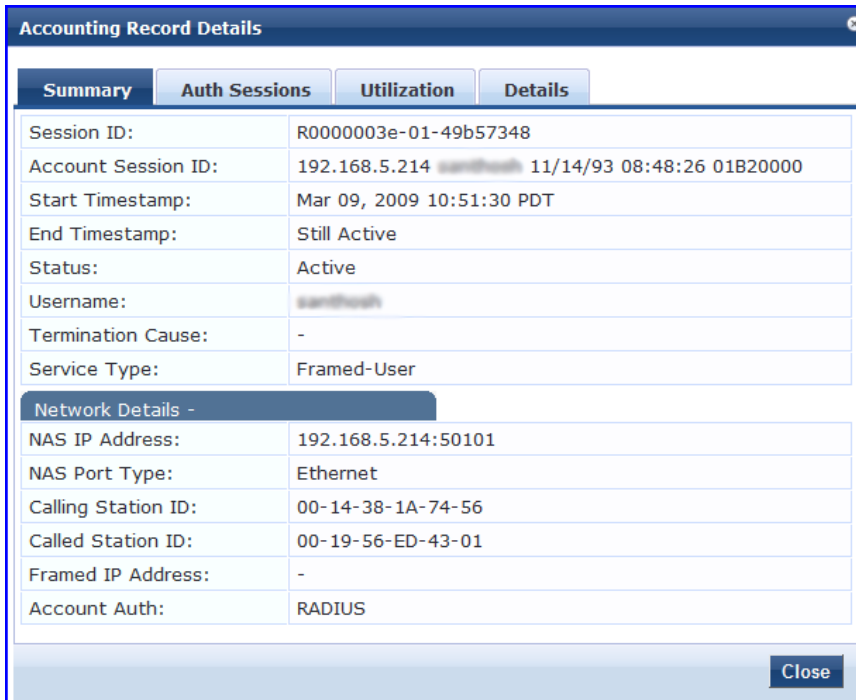 Accounting Record Details
Summary Auth Sessions Utilization Details
Session ID: R0000003e-01-49b57348
Account Session ID: 192.168.5.214 11/14/93 08:48:26 01B20000
Start Timestamp: Mar 09, 2009 10:51:30 PDT
End Timestamp: Still Active
Status: Active
Username:
Termination Cause: -
Service Type: Framed-User
Network Details -
NAS IP Address: 192.168.5.214:50101
NAS Port Type: Ethernet
Calling Station ID: 00-14-38-1A-74-56
Called Station ID: 00-19-56-ED-43-01
Framed IP Address: -
Account Auth: RADIUS
Close